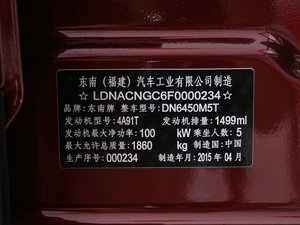 东南（福建）汽车工业有限公司制造
☆LDNACNGC6F0000234☆
品牌：东南牌 整车型号：DN6450M5T
发动机型号：4A91T 发动机排量：1499ml
发动机最大净功率：100 kW乘坐人数：5
最大允许总质量：1860 kg制造国：中国
生产序号：000234 制造年月：2015 年 04 月